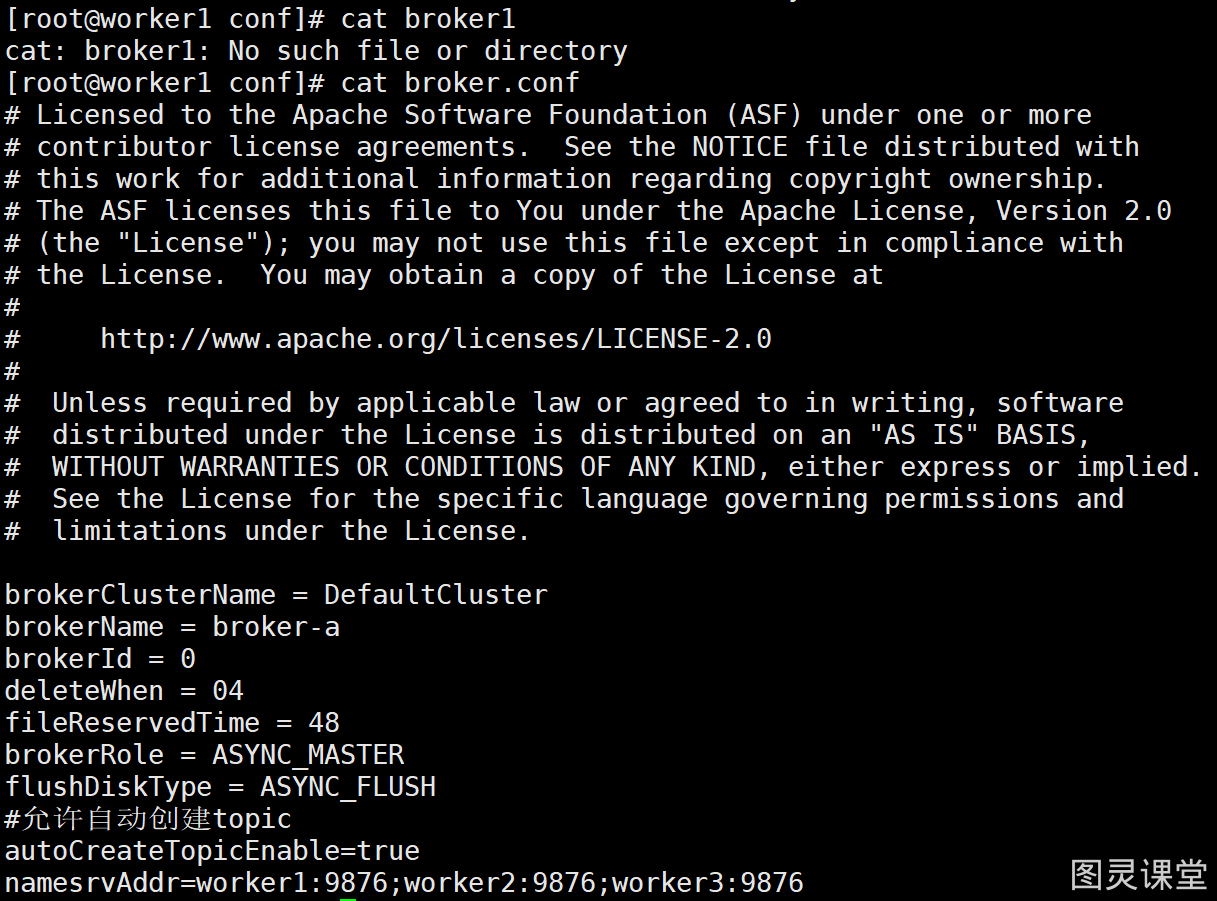 [root@worker1 conf]# cat broker1
cat: broker1: No such file or directory
[root@worker1 conf]# cat broker.conf
# Licensed to the Apache Software Foundation (ASF) under one or more
# contributor license agreements.  See the NOTICE file distributed with
# this work for additional information regarding copyright ownership.
# The ASF licenses this file to You under the Apache License, Version 2.0
# (the "License"); you may not use this file except in compliance with
# the License.  You may obtain a copy of the License at
#
#     http://www.apache.org/licenses/LICENSE-2.0
#
#  Unless required by applicable law or agreed to in writing, software
#  distributed under the License is distributed on an "AS IS" BASIS,
#  WITHOUT WARRANTIES OR CONDITIONS OF ANY KIND, either express or implied.
#  See the License for the specific language governing permissions and
#  limitations under the License.

brokerClusterName = DefaultCluster
brokerName = broker-a
brokerId = 0
deleteWhen = 04
fileReservedTime = 48
brokerRole = ASYNC_MASTER
flushDiskType = ASYNC_FLUSH
#允许自动创建topic
autoCreateTopicEnable=true
namesrvAddr=worker1:9876;worker2:9876;worker3:9876
图灵课堂